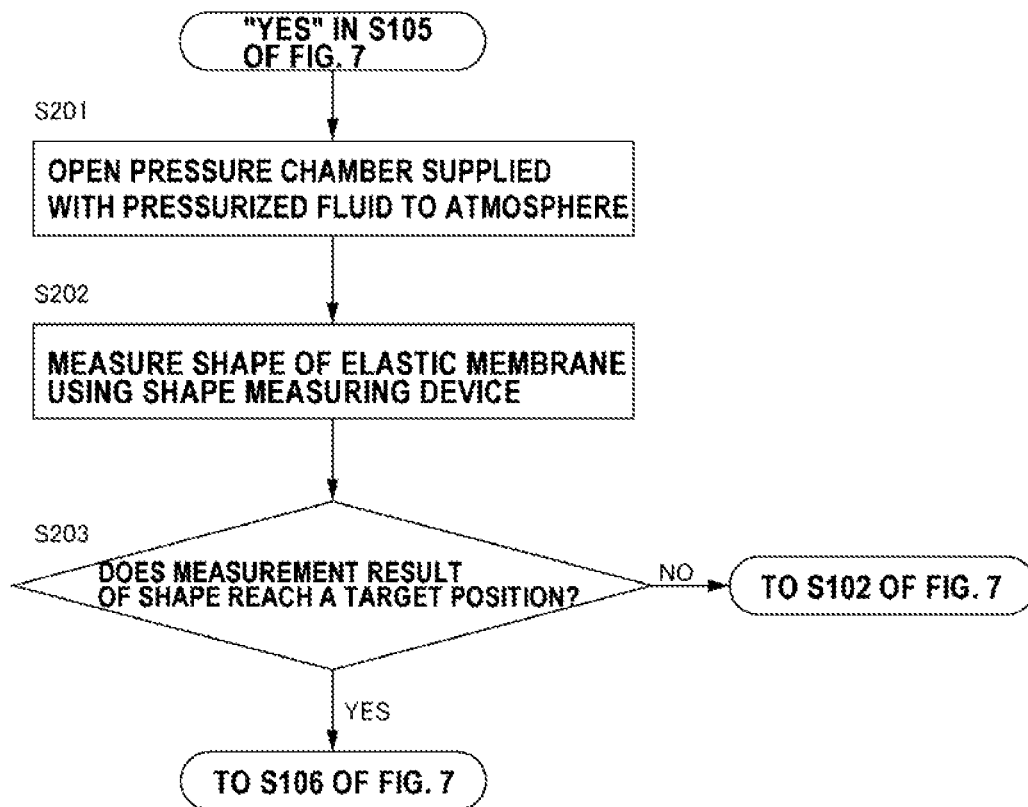 "YES" IN S105
OF FIG. 7
S201
OPEN PRESSURE CHAMBER SUPPLIED
WITH PRESSURIZED FLUID TO ATMOSPHERE
S202
MEASURE SHAPE OF ELASTIC MEMBRANE
USING SHAPE MEASURING DEVICE
S203
DOES MEASUREMENT RESULT
OF SHAPE REACH A TARGET POSITION?
NO
TO S102 OF FIG. 7
YES
TO S106 OF FIG. 7